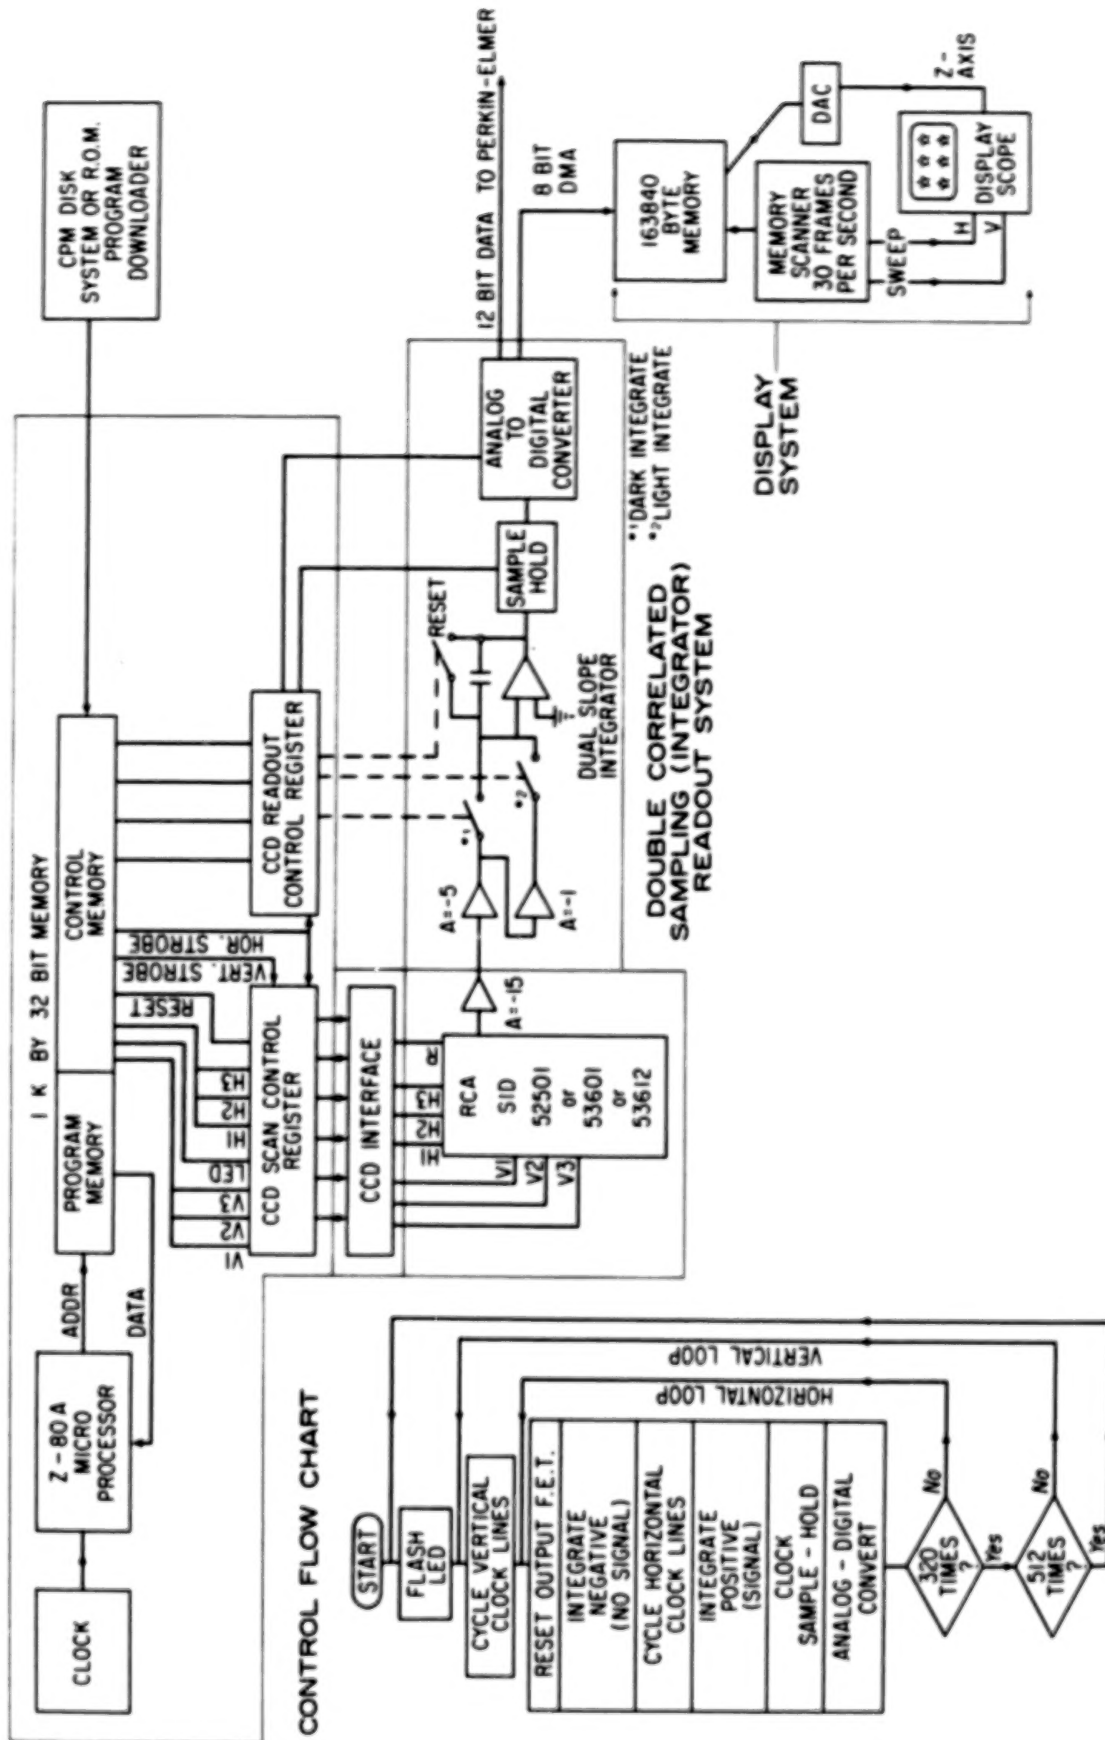 1 K BY 32 BIT MEMORY
CLOCK
Z-80A
MICRO
PROCESSOR
ADDR
DATA
PROGRAM
MEMORY
CONTROL
MEMORY
CPM DISK
SYSTEM OR R.O.M.
PROGRAM
DOWNLOADER
V1
V2
V3
LED
H1
H2
H3
RESET
VERT. STROBE
HOR. STROBE
CCD SCAN CONTROL
REGISTER
CCD READOUT
CONTROL REGISTER
CCD INTERFACE
V1
V2
V3
H1
H2
H3
RCA
SID
52501
or
53601
or
53612
A=-15
A=-5
A=-1
*1
*2
RESET
DUAL SLOPE
INTEGRATOR
SAMPLE
HOLD
ANALOG
TO
DIGITAL
CONVERTER
12 BIT DATA TO PERKIN-ELMER
8 BIT
DMA
*1DARK INTEGRATE
*2LIGHT INTEGRATE
DOUBLE CORRELATED
SAMPLING (INTEGRATOR)
READOUT SYSTEM
163840
BYTE
MEMORY
MEMORY
SCANNER
30 FRAMES
PER SECOND
DAC
Z-
AXIS
SWEEP
H
V
DISPLAY
SCOPE
DISPLAY
SYSTEM
CONTROL FLOW CHART
START
FLASH
LED
CYCLE VERTICAL
CLOCK LINES
RESET OUTPUT F.E.T.
INTEGRATE
NEGATIVE
(NO SIGNAL)
CYCLE HORIZONTAL
CLOCK LINES
INTEGRATE
POSITIVE
(SIGNAL)
CLOCK
SAMPLE-HOLD
ANALOG-DIGITAL
CONVERT
320
TIMES
?
No
Yes
512
TIMES
?
No
Yes
HORIZONTAL LOOP
VERTICAL LOOP